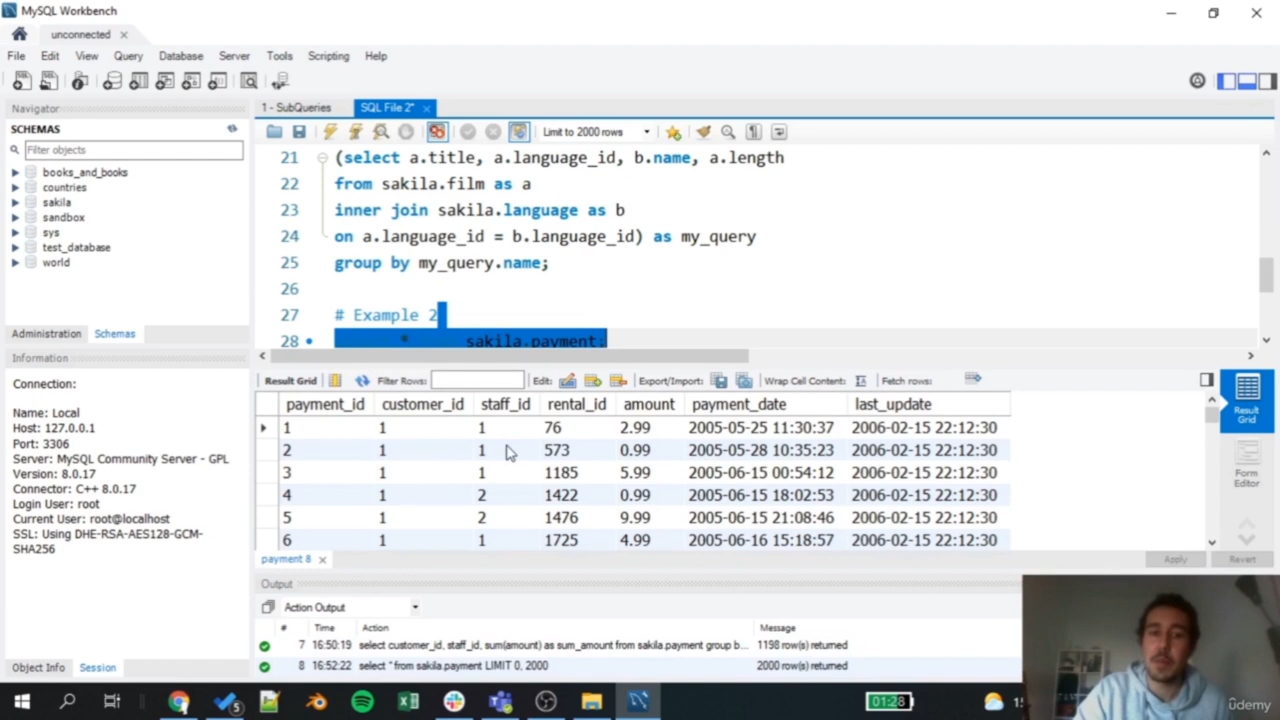 MySQL Workbench
unconnected
File Edit View Query Database Server Tools Scripting Help
Navigator
SCHEMAS
Filter objects
books_and_books
countries
sakila
sandbox
sys
test_database
world
Administration Schemas
Information
Connection:
Name: Local
Host: 127.0.0.1
Port: 3306
Server: MySQL Community Server - GPL
Version: 8.0.17
Connector: C++ 8.0.17
Login User: root
Current User: root@localhost
SSL: Using DHE-RSA-AES128-GCM-
SHA256
Object Info Session
1 - SubQueries SQL File 2*
Limit to 2000 rows
21 (select a.title, a.language_id, b.name, a.length
22 from sakila.film as a
23 inner join sakila.language as b
24 on a.language_id = b.language_id) as my_query
25 group by my_query.name;
26
27 # Example 2
28 * sakila.payment;
Result Grid Filter Rows: Edit: Export/Import: Wrap Cell Content: Fetch rows:
payment_id customer_id staff_id rental_id amount payment_date last_update
1 1 1 76 2.99 2005-05-25 11:30:37 2006-02-15 22:12:30
2 1 1 573 0.99 2005-05-28 10:35:23 2006-02-15 22:12:30
3 1 1 1185 5.99 2005-06-15 00:54:12 2006-02-15 22:12:30
4 1 2 1422 0.99 2005-06-15 18:02:53 2006-02-15 22:12:30
5 1 2 1476 9.99 2005-06-15 21:08:46 2006-02-15 22:12:30
6 1 1 1725 4.99 2005-06-16 15:18:57 2006-02-15 22:12:30
Result
Grid
Form
Editor
payment 8
Apply Revert
Output
Action Output
# Time Action Message
7 16:50:19 select customer_id, staff_id, sum(amount) as sum_amount from sakila.payment group b... 1198 row(s) returned
8 16:52:22 select * from sakila.payment LIMIT 0, 2000 2000 row(s) returned
5
01:28
ûdemy